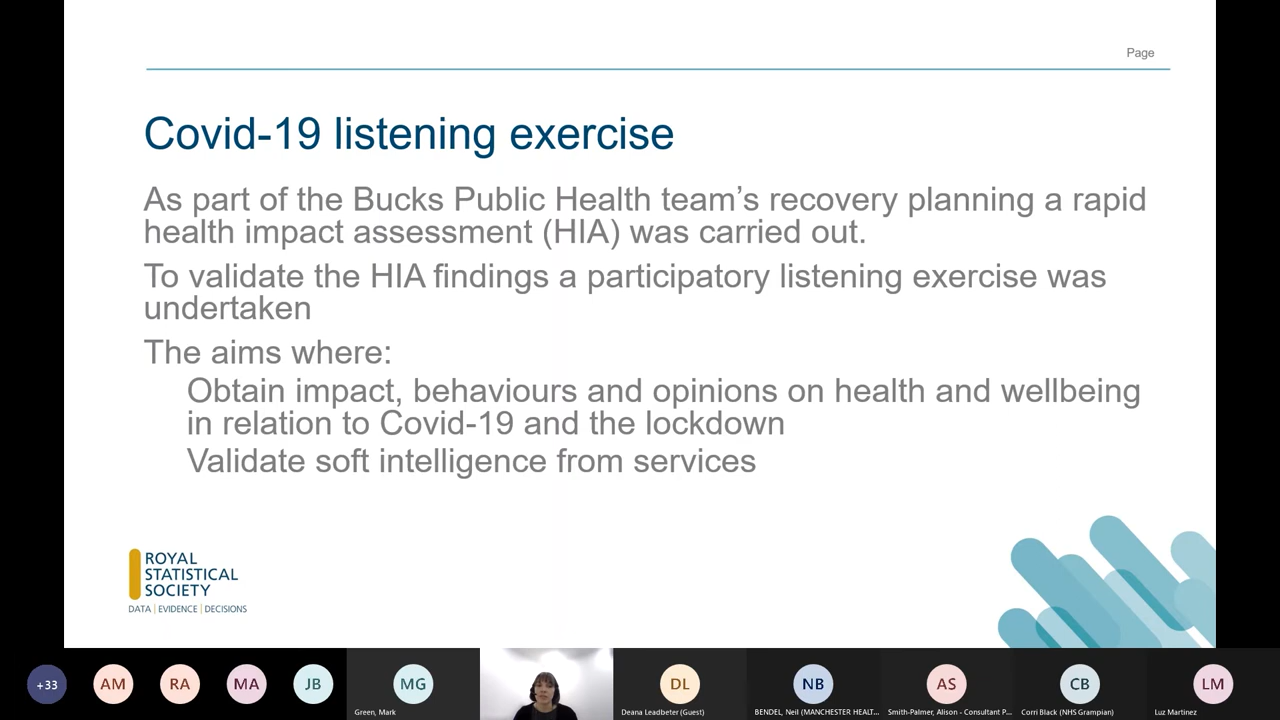 Page
Covid-19 listening exercise
As part of the Bucks Public Health team’s recovery planning a rapid
health impact assessment (HIA) was carried out.
To validate the HIA findings a participatory listening exercise was
undertaken
The aims where:
Obtain impact, behaviours and opinions on health and wellbeing
in relation to Covid-19 and the lockdown
Validate soft intelligence from services
ROYAL
STATISTICAL
SOCIETY
DATA | EVIDENCE | DECISIONS
+33
AM
RA
MA
JB
MG
DL
NB
AS
CB
LM
Green, Mark
Deana Leadbeter (Guest)
BENDEL, Neil (MANCHESTER HEALT...
Smith-Palmer, Alison - Consultant P...
Corri Black (NHS Grampian)
Luz Martinez